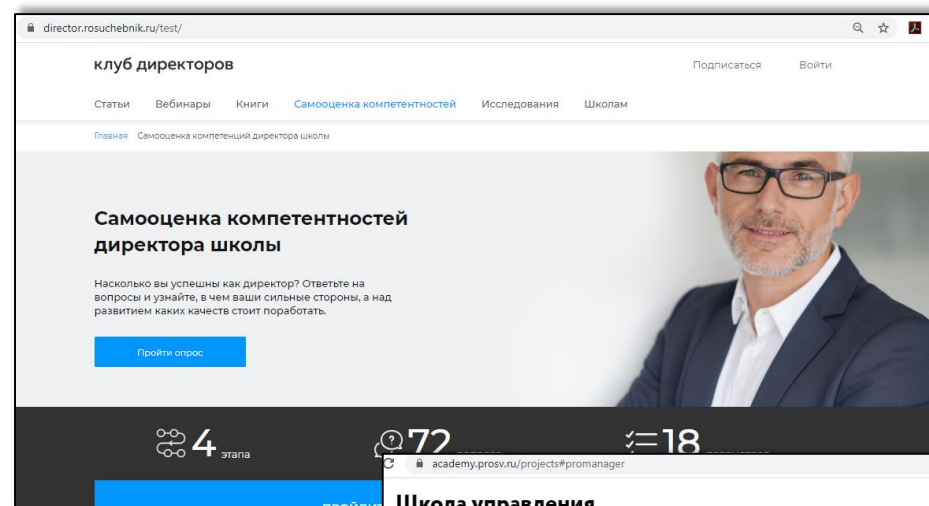 director.rosuchebnik.ru/test/
клуб директоров
Подписаться Войти
Статьи Вебинары Книги Самооценка компетентностей Исследования Школам
Главная Самооценка компетенций директора школы
Самооценка компетентностей
директора школы
Насколько вы успешны как директор? Ответьте на
вопросы и узнайте, в чем ваши сильные стороны, а над
развитием каких качеств стоит поработать.
Пройти опрос
4 этапа
72
18
academy.prosv.ru/projects#promanager
Школа управления